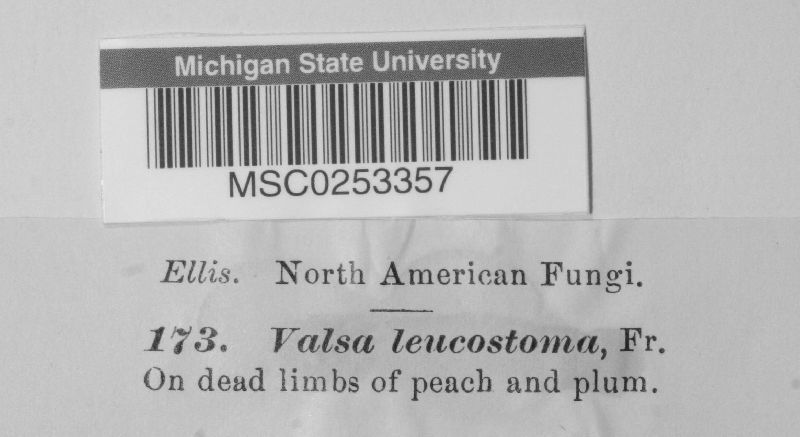 Michigan State University
MSC0253357
Ellis. North American Fungi.
173. Valsa leucostoma, Fr.
On dead limbs of peach and plum.